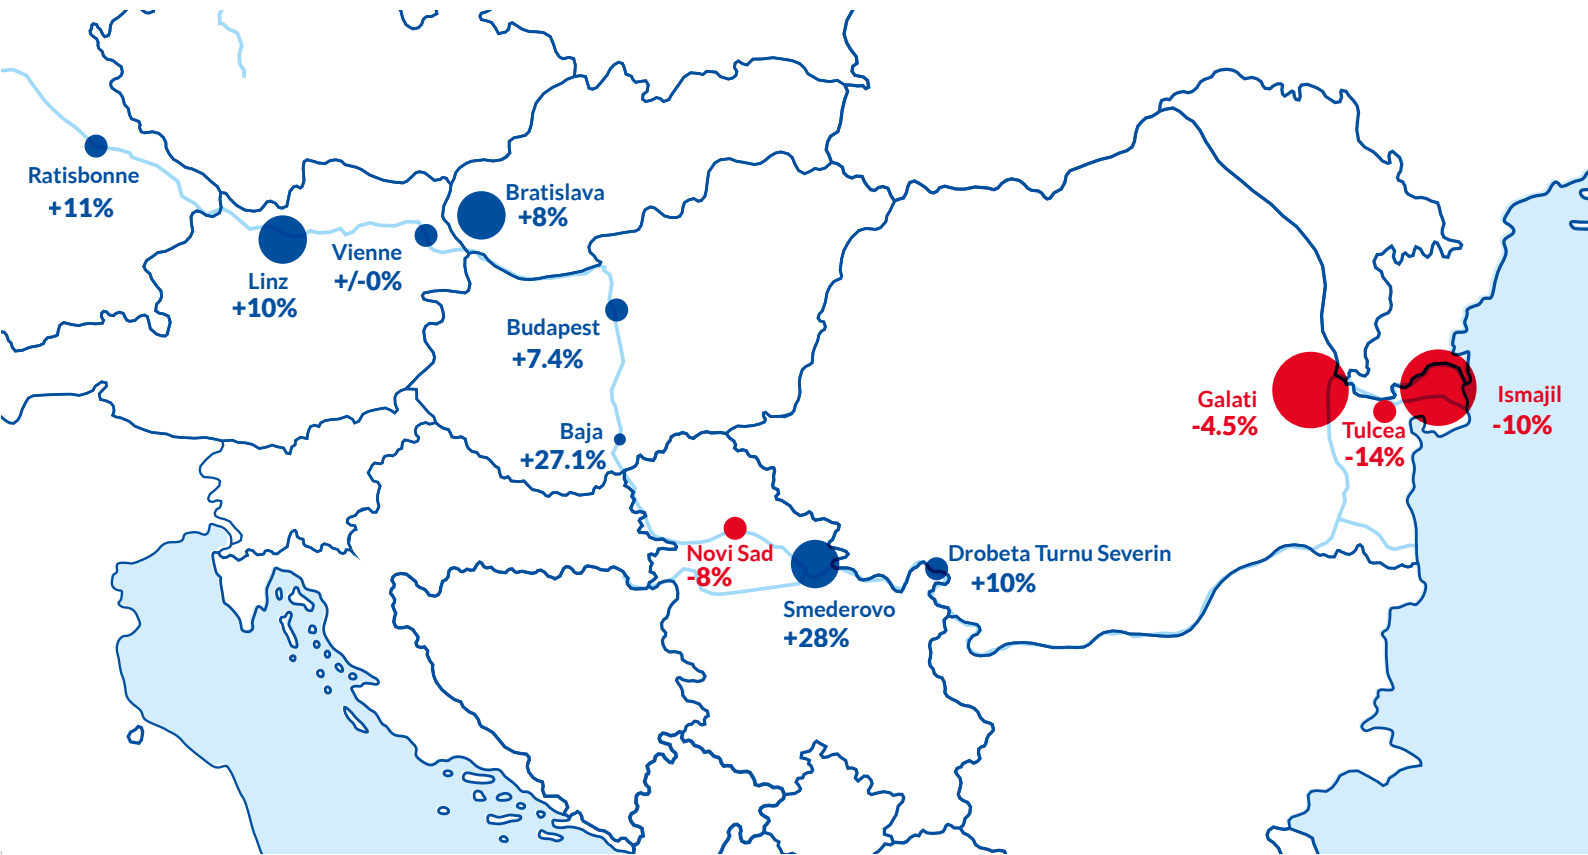 Ratisbonne
+11%
Linz
+10%
Vienne
+/-0%
Bratislava
+8%
Budapest
+7.4%
Baja
+27.1%
Novi Sad
-8%
Smederovo
+28%
Drobeta Turnu Severin
+10%
Galati
-4.5%
Tulcea
-14%
Ismajil
-10%